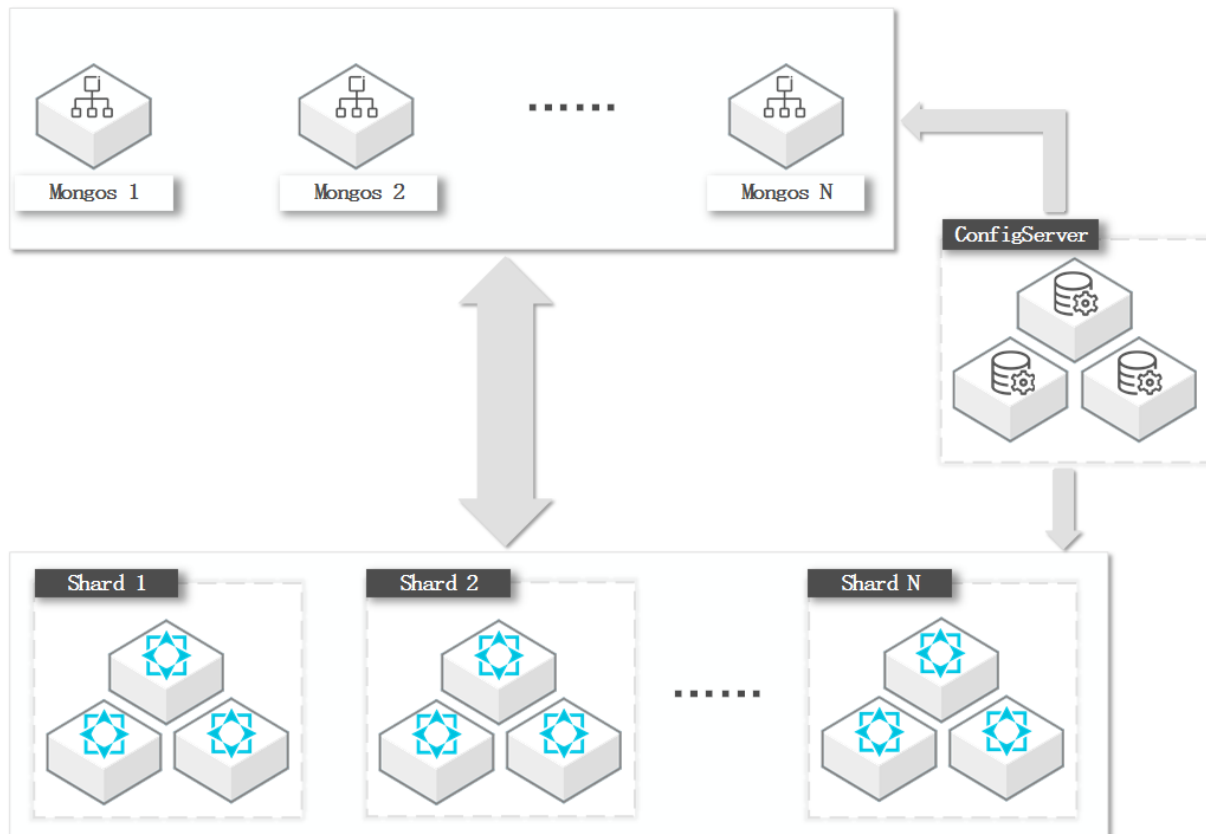 Mongos 1
Mongos 2
......
Mongos N
ConfigServer
Shard 1
Shard 2
......
Shard N